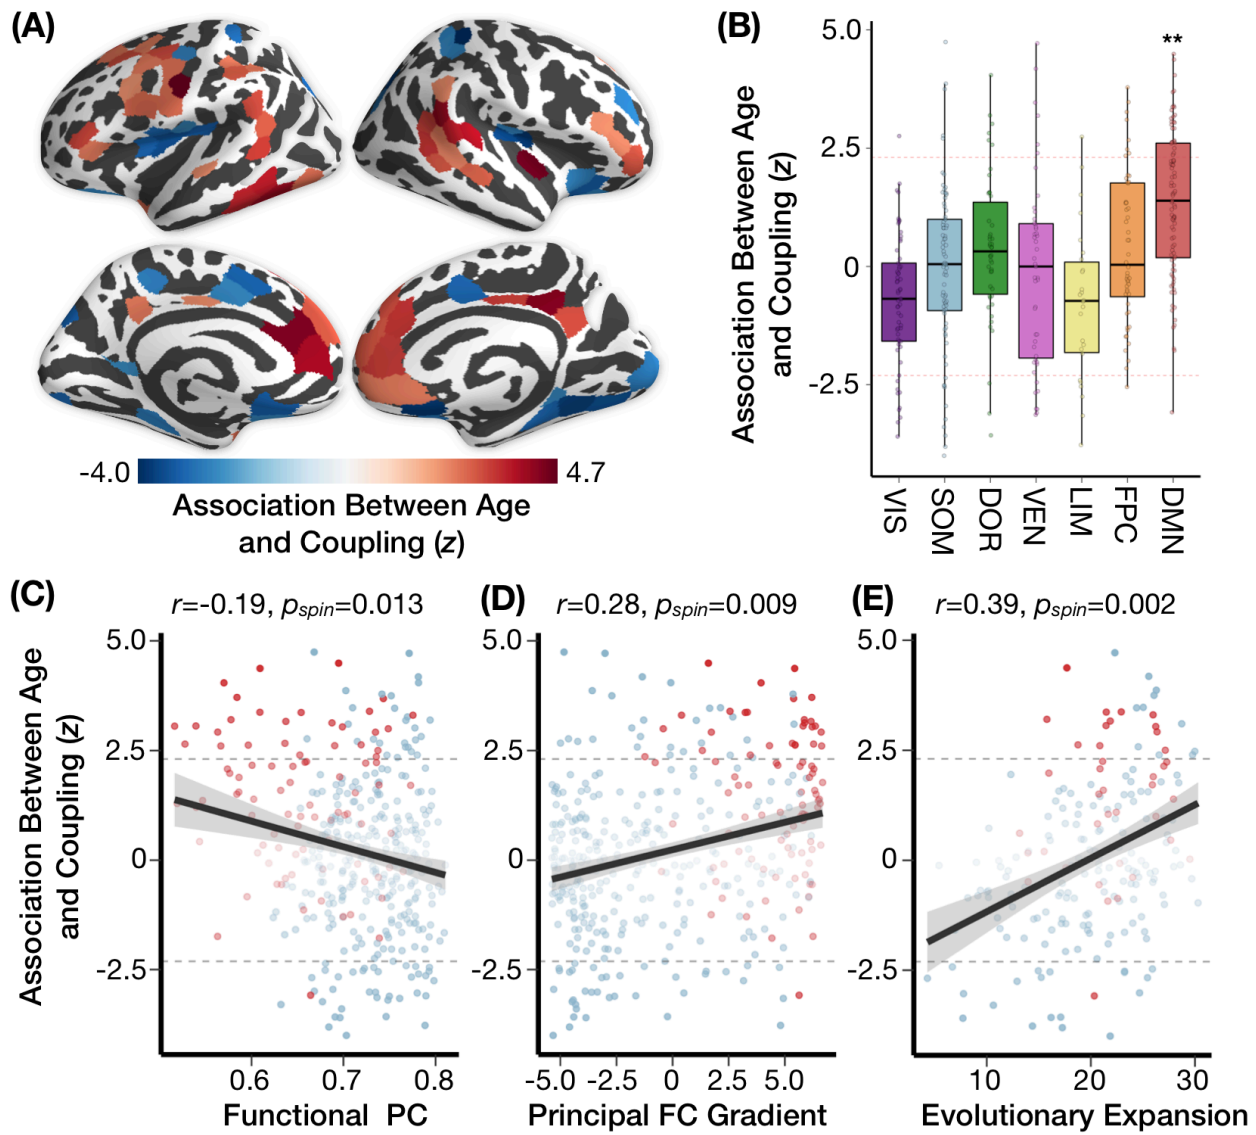 (A)
-4.0
4.7
Association Between Age
and Coupling (z)
(B)
**
Association Between Age
and Coupling (z)
5.0
2.5
0
-2.5
VIS
SOM
DOR
VEN
LIM
FPC
DMN
(C)
r=-0.19, pspin=0.013
Association Between Age
and Coupling (z)
5.0
2.5
0
-2.5
0.6 0.7 0.8
Functional PC
(D)
r=0.28, pspin=0.009
5.0
2.5
0
-2.5
-5.0 -2.5 0 2.5 5.0
Principal FC Gradient
(E)
r=0.39, pspin=0.002
5.0
2.5
0
-2.5
10 20 30
Evolutionary Expansion